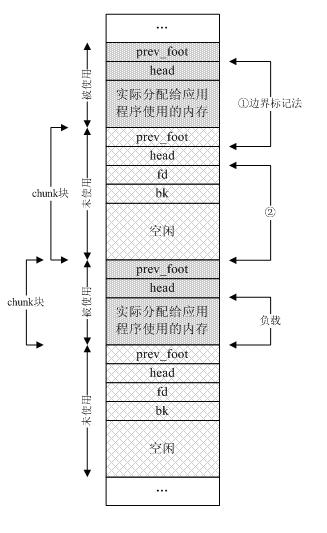 ...
prev_foot
head
实际分配给应用
程序使用的内存
prev_foot
head
fd
bk
空闲
prev_foot
head
实际分配给应用
程序使用的内存
prev_foot
head
fd
bk
空闲
...
被使用
未使用
被使用
未使用
chunk块
chunk块
①边界标记法
②
负载